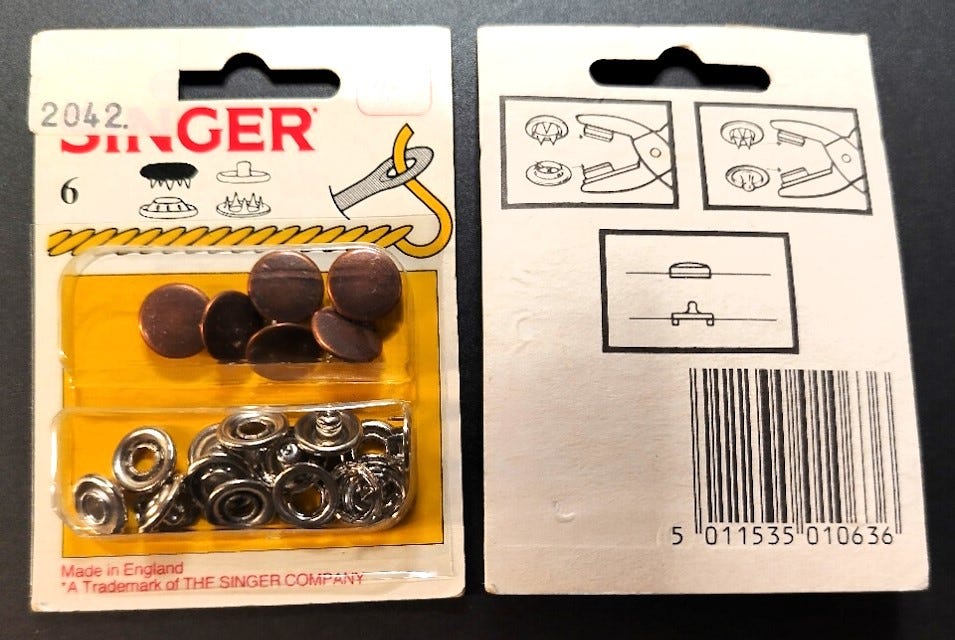 2042.
SINGER*
6
Made in England
*A Trademark of THE SINGER COMPANY
5 011535 010636